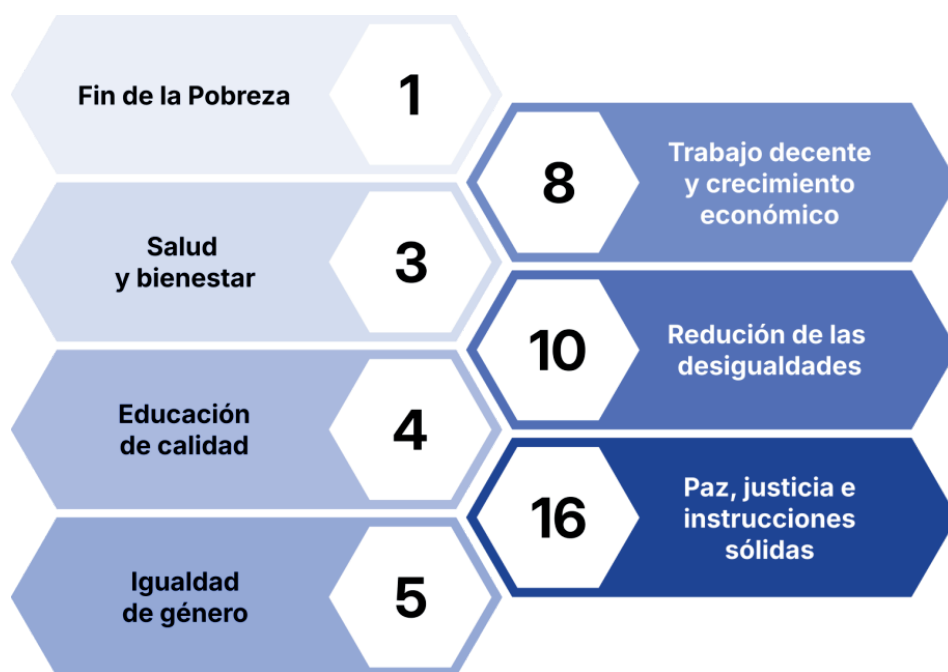 Fin de la Pobreza
1
Salud
y bienestar
3
Educación
de calidad
4
Igualdad
de género
5
8
Trabajo decente
y crecimiento
económico
10
Redución de las
desigualdades
16
Paz, justicia e
instrucciones
sólidas